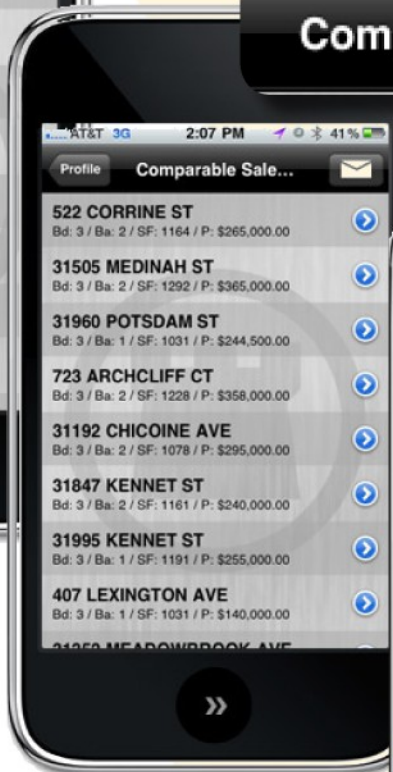 Com
AT&T 3G 2:07 PM 41%
Profile Comparable Sale...
522 CORRINE ST
Bd: 3 / Ba: 2 / SF: 1164 / P: $265,000.00
31505 MEDINAH ST
Bd: 3 / Ba: 2 / SF: 1292 / P: $365,000.00
31960 POTSDAM ST
Bd: 3 / Ba: 1 / SF: 1031 / P: $244,500.00
723 ARCHCLIFF CT
Bd: 3 / Ba: 2 / SF: 1228 / P: $358,000.00
31192 CHICOINE AVE
Bd: 3 / Ba: 2 / SF: 1078 / P: $295,000.00
31847 KENNET ST
Bd: 3 / Ba: 2 / SF: 1161 / P: $240,000.00
31995 KENNET ST
Bd: 3 / Ba: 1 / SF: 1191 / P: $255,000.00
407 LEXINGTON AVE
Bd: 3 / Ba: 1 / SF: 1031 / P: $140,000.00
MEADOWBROOK AVE